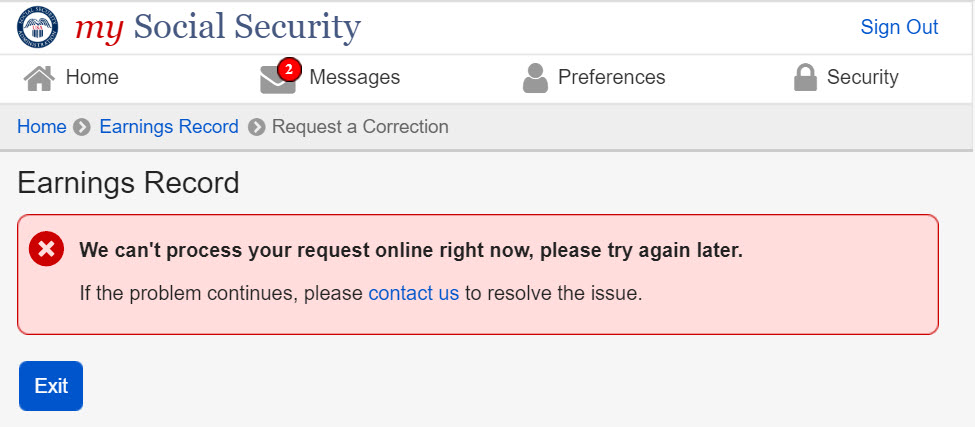 my Social Security
Sign Out
Home
2
Messages
Preferences
Security
Home Earnings Record Request a Correction
Earnings Record
We can't process your request online right now, please try again later.
If the problem continues, please contact us to resolve the issue.
Exit